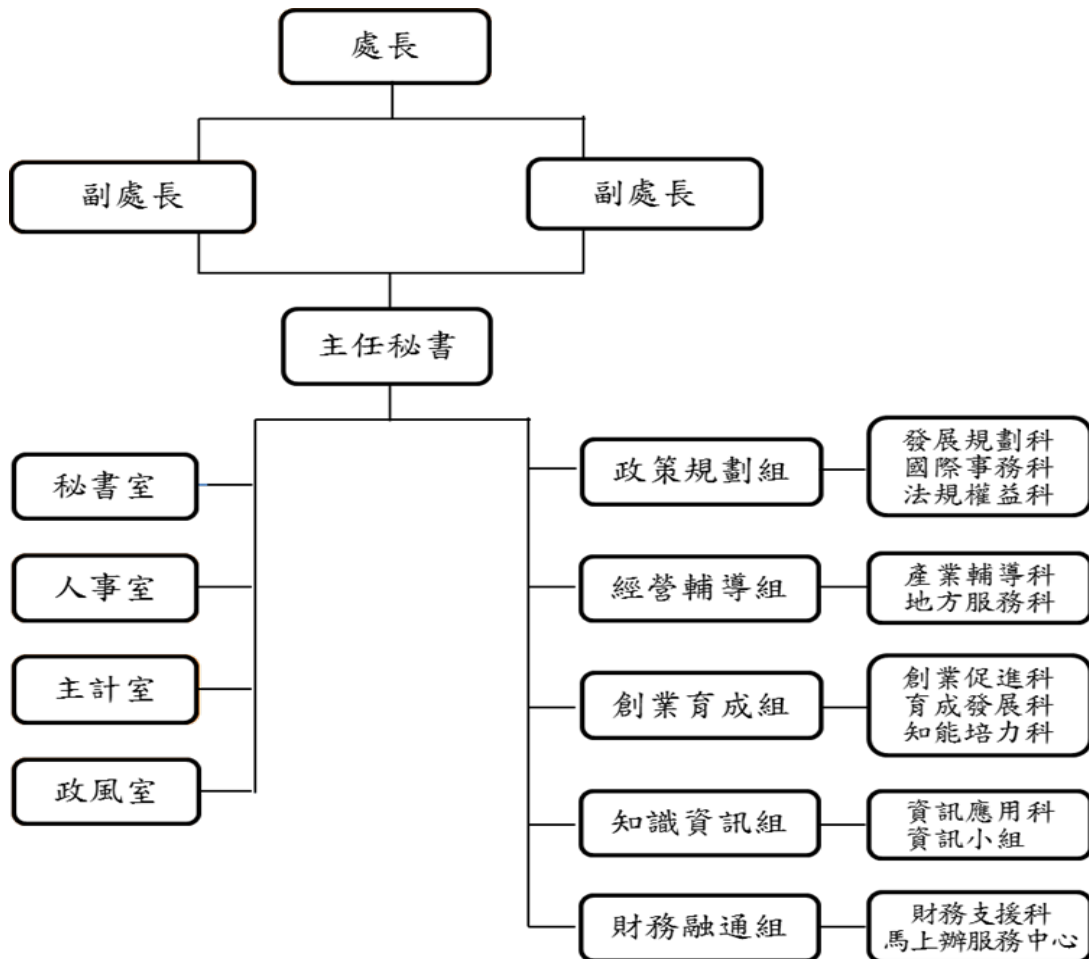 處長
副處長
副處長
主任秘書
秘書室
人事室
主計室
政風室
政策規劃組
發展規劃科
國際事務科
法規權益科
經營輔導組
產業輔導科
地方服務科
創業育成組
創業促進科
育成發展科
知能培力科
知識資訊組
資訊應用科
資訊小組
財務融通組
財務支援科
馬上辦服務中心